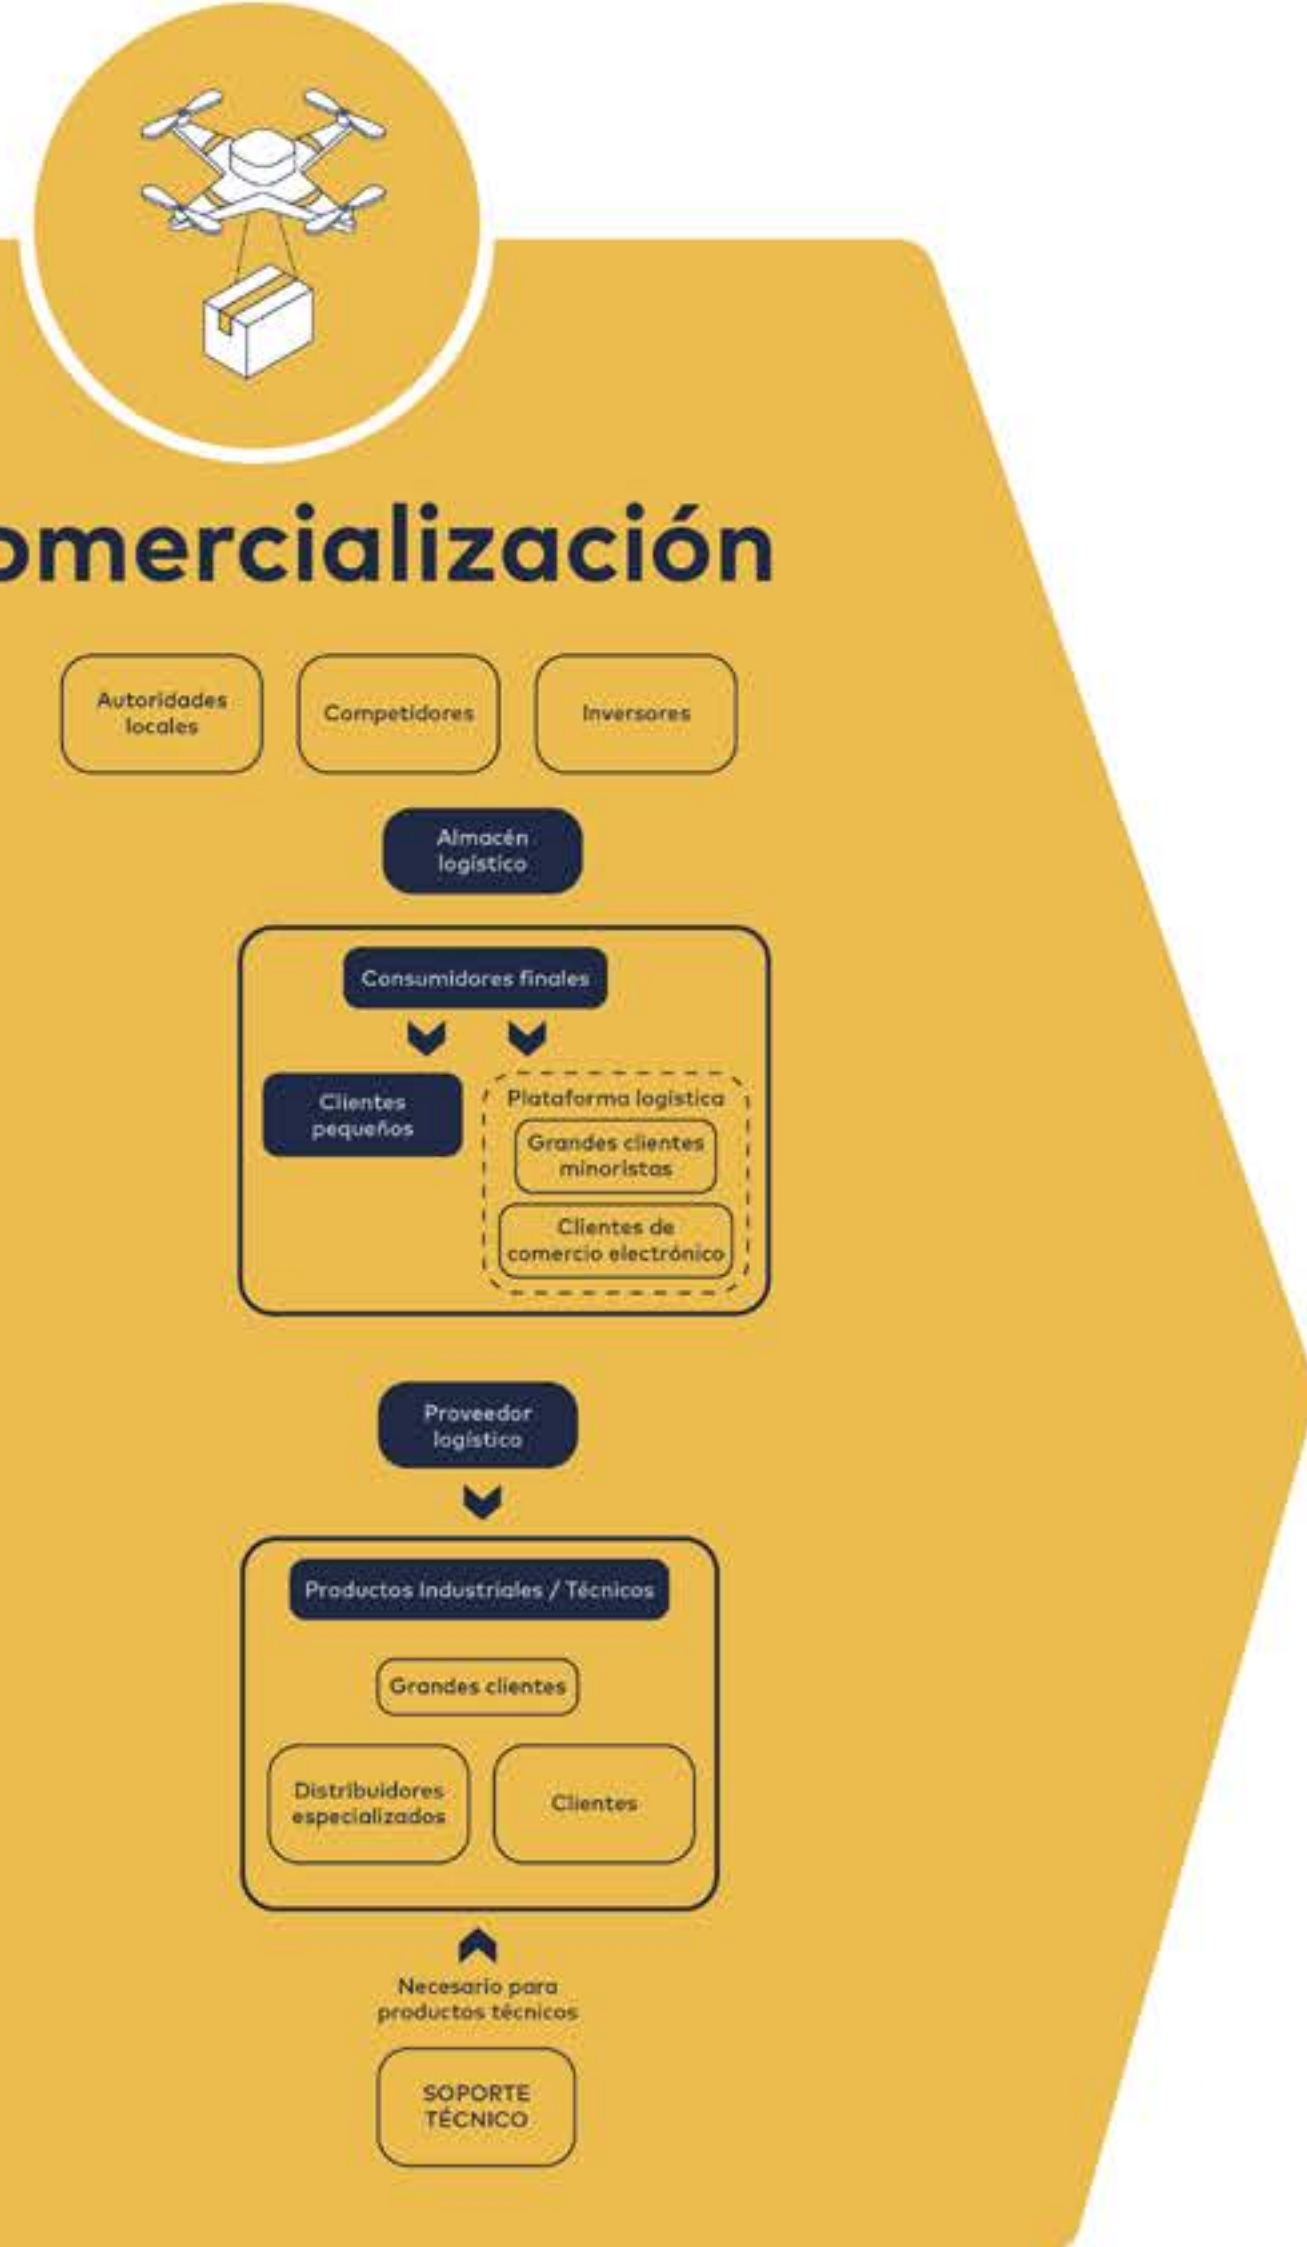 omercialización
Autoridades
locales
Competidores
Inversores
Almacén
logístico
Consumidores finales
Clientes
pequeños
Plataforma logística
Grandes clientes
minoristas
Clientes de
comercio electrónico
Proveedor
logístico
Productos Industriales / Técnicos
Grandes clientes
Distribuidores
especializados
Clientes
Necesario para
productos técnicos
SOPORTE
TÉCNICO